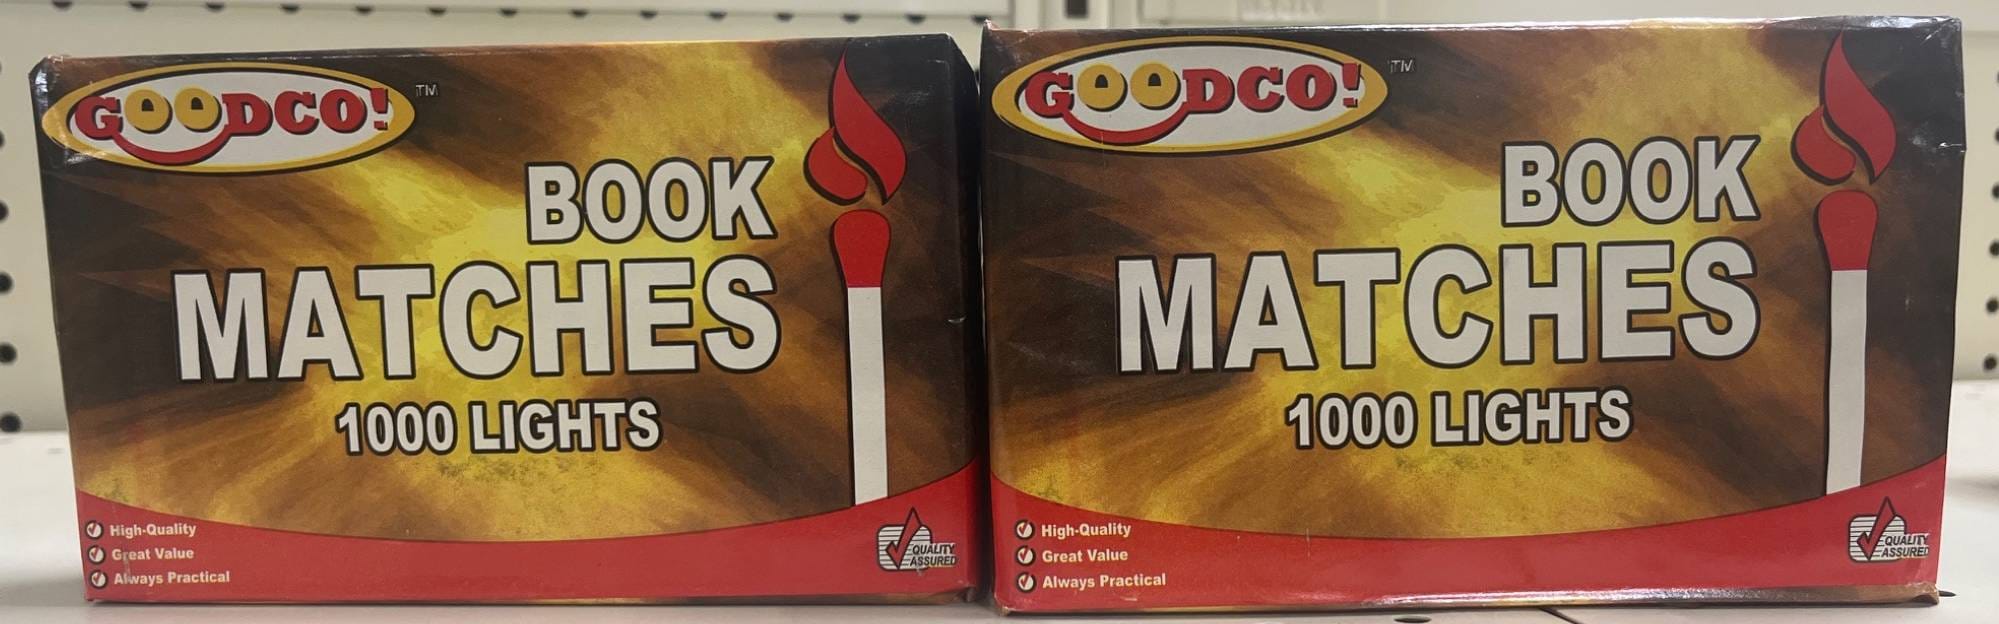 GOODCO! TM
BOOK
MATCHES
1000 LIGHTS
High-Quality
Great Value
Always Practical
QUALITY
ASSURED
GOODCO! TM
BOOK
MATCHES
1000 LIGHTS
High-Quality
Great Value
Always Practical
QUALITY
ASSURED